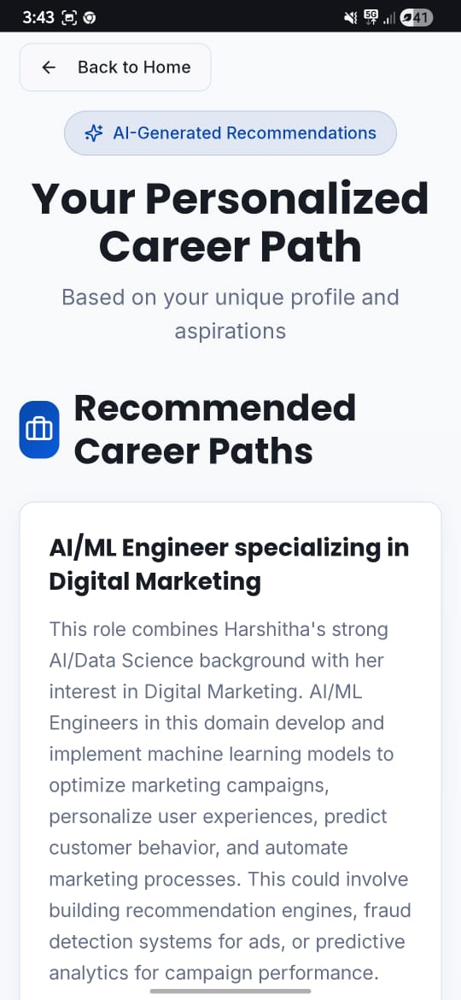 3:43
5G
41
Back to Home
AI-Generated Recommendations
Your Personalized
Career Path
Based on your unique profile and
aspirations
Recommended
Career Paths
AI/ML Engineer specializing in
Digital Marketing
This role combines Harshitha's strong
AI/Data Science background with her
interest in Digital Marketing. AI/ML
Engineers in this domain develop and
implement machine learning models to
optimize marketing campaigns,
personalize user experiences, predict
customer behavior, and automate
marketing processes. This could involve
building recommendation engines, fraud
detection systems for ads, or predictive
analytics for campaign performance.